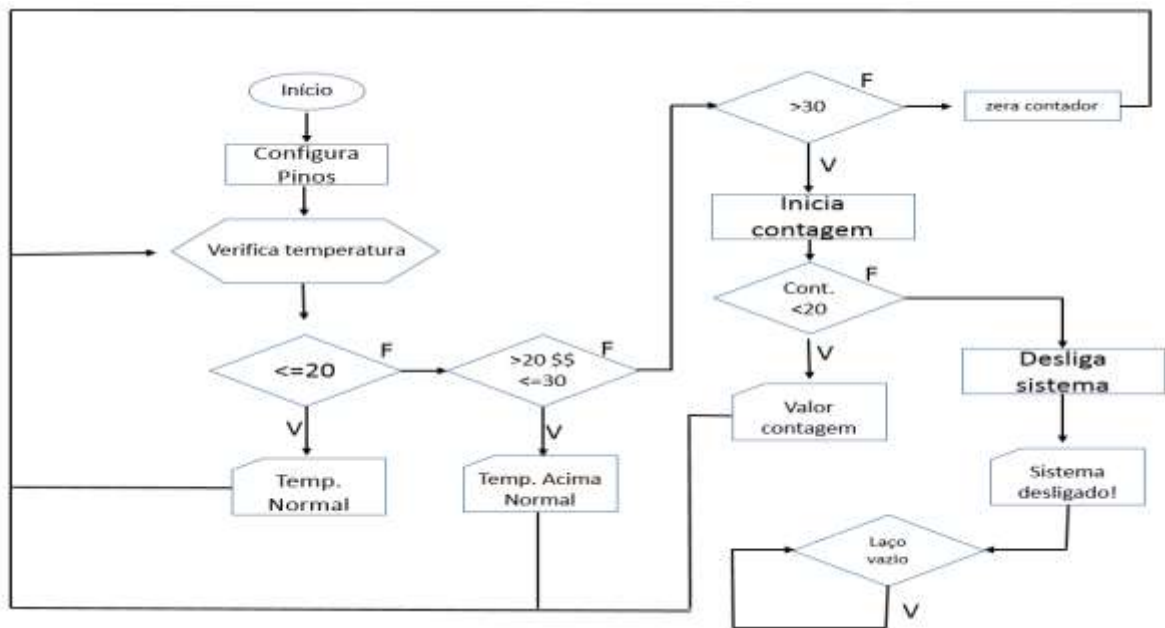 Início
Configura
Pinos
Verifica temperatura
<=20
F
V
Temp.
Normal
>20 $$
<=30
F
V
Temp. Acima
Normal
>30
F
zera contador
V
Inicia
contagem
Cont.
<20
F
V
Valor
contagem
Desliga
sistema
Sistema
desligado!
Laço
vazio
V